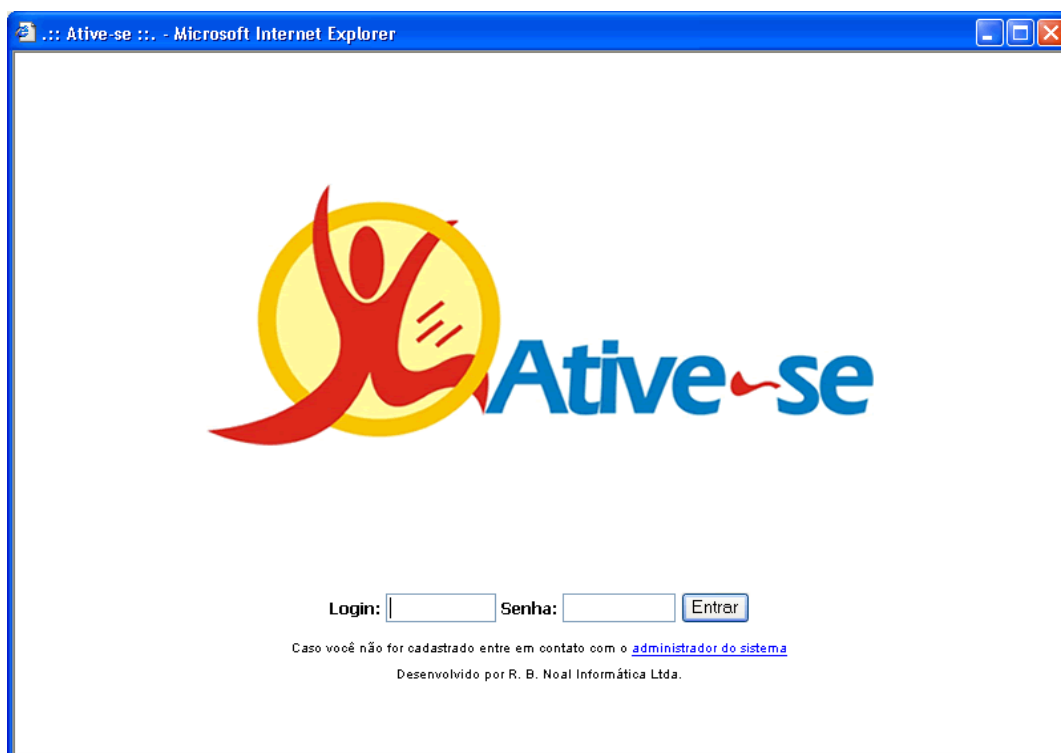 .:: Ative-se ::. - Microsoft Internet Explorer
Ative-se
Login: Senha: Entrar
Caso você não for cadastrado entre em contato com o administrador do sistema
Desenvolvido por R. B. Noal Informática Ltda.